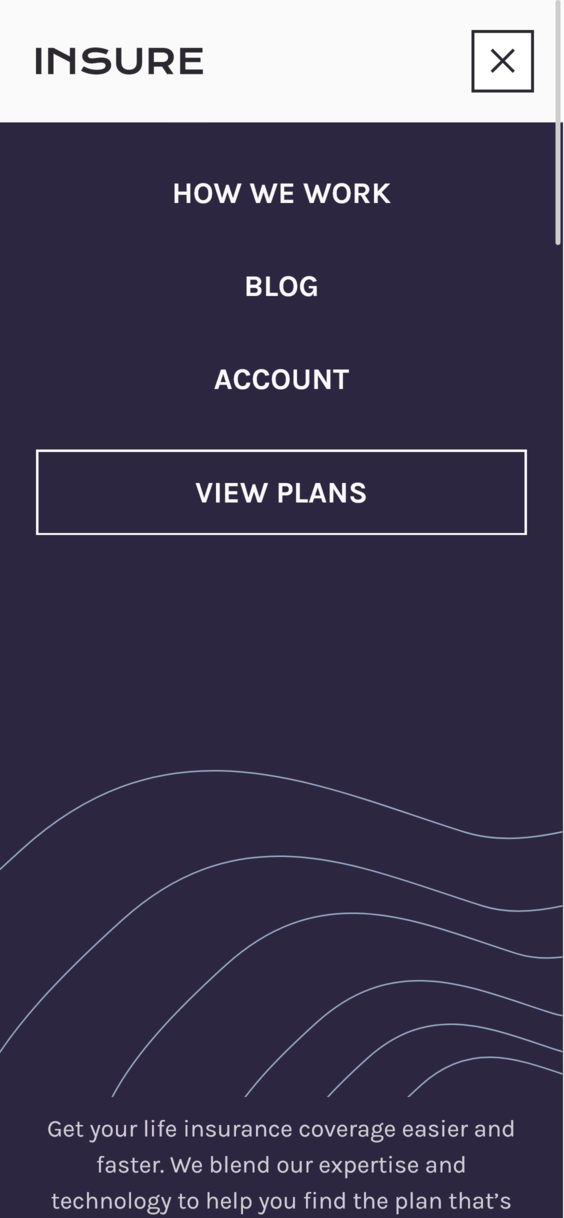 INSURE
HOW WE WORK
BLOG
ACCOUNT
VIEW PLANS
Get your life insurance coverage easier and
faster. We blend our expertise and
technology to help you find the plan that’s